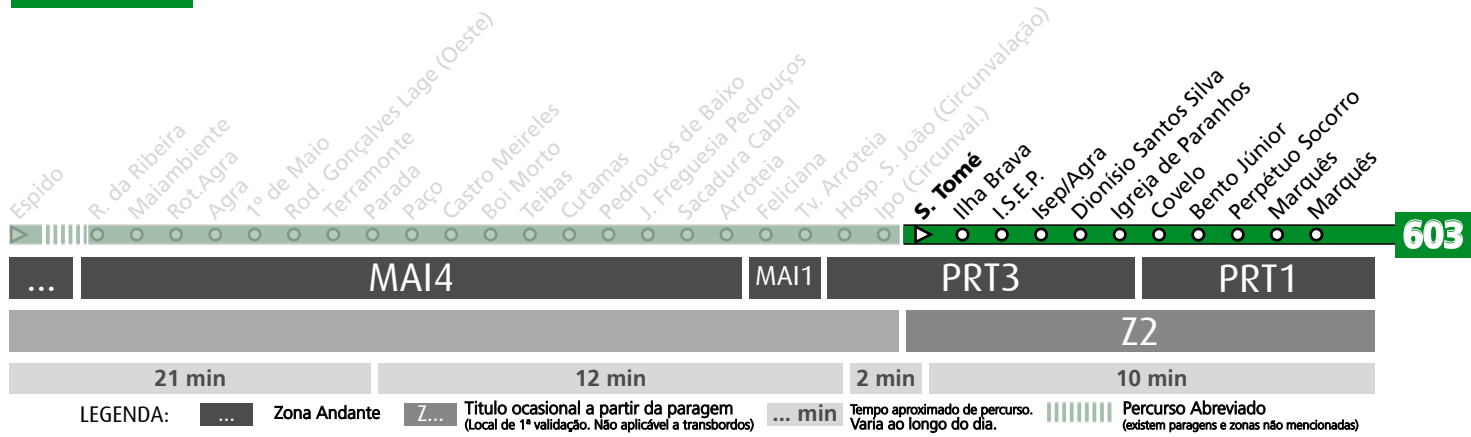 Espido
R. da Ribeira
Maiambiente
Rot.Agra
Agra
1º de Maio
Rod. Gonçalves Lage (Oeste)
Terramonte
Parada
Paço
Castro Meireles
Boi Morto
Teibas
Cutamas
Pedrouços de Baixo
J. Freguesia Pedrouços
Sacadura Cabral
Arroteia
Feliciana
Tv. Arroteia
Hosp. S. João (Circunvalação)
Ipo (Circunval.)
S. Tomé
Ilha Brava
I.S.E.P.
Isep/Agra
Dionísio Santos Silva
Igreja de Paranhos
Covelo
Bento Júnior
Perpétuo Socorro
Marquês
Marquês
603
... MAI4 MAI1 PRT3 PRT1
Z2
21 min 12 min 2 min 10 min
LEGENDA: ... Zona Andante Z... Titulo ocasional a partir da paragem
(Local de 1ª validação. Não aplicável a transbordos)
... min Tempo aproximado de percurso.
Varia ao longo do dia.
Percurso Abreviado
(existem paragens e zonas não mencionadas)